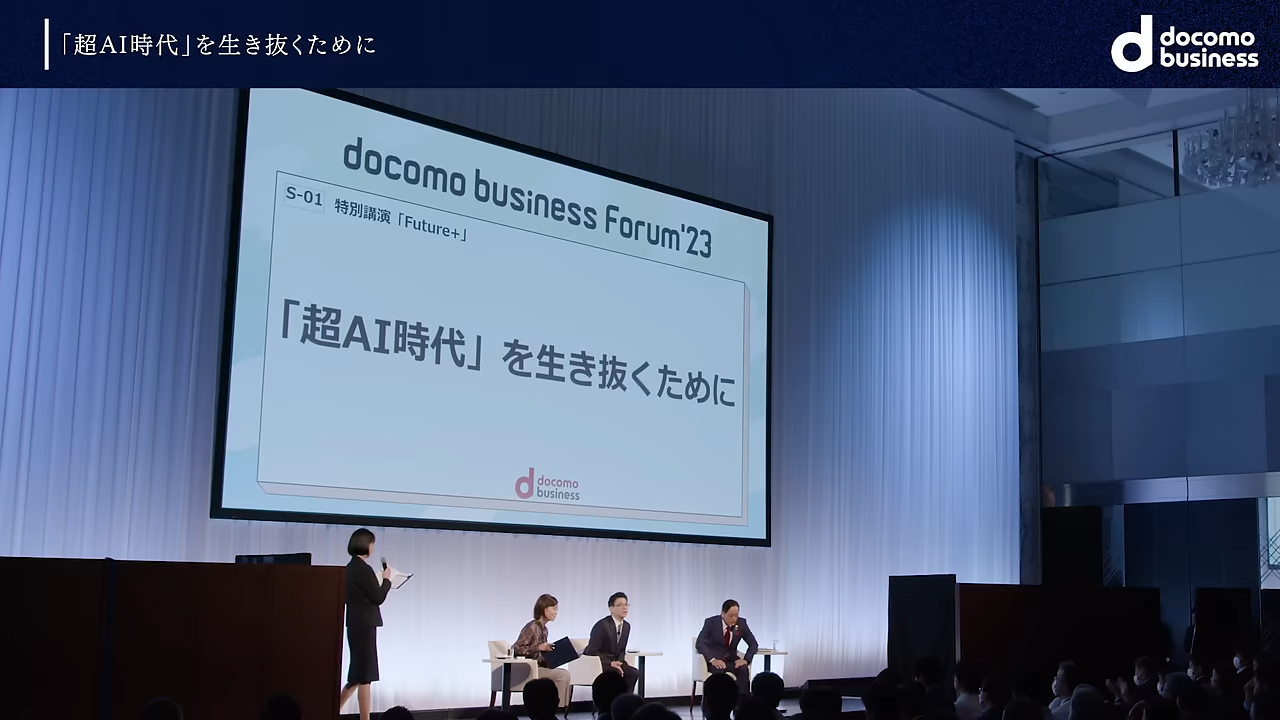 「超AI時代」を生き抜くために
docomo
business
docomo business Forum'23
S-01 特別講演「Future+」
「超AI時代」を生き抜くために
docomo
business